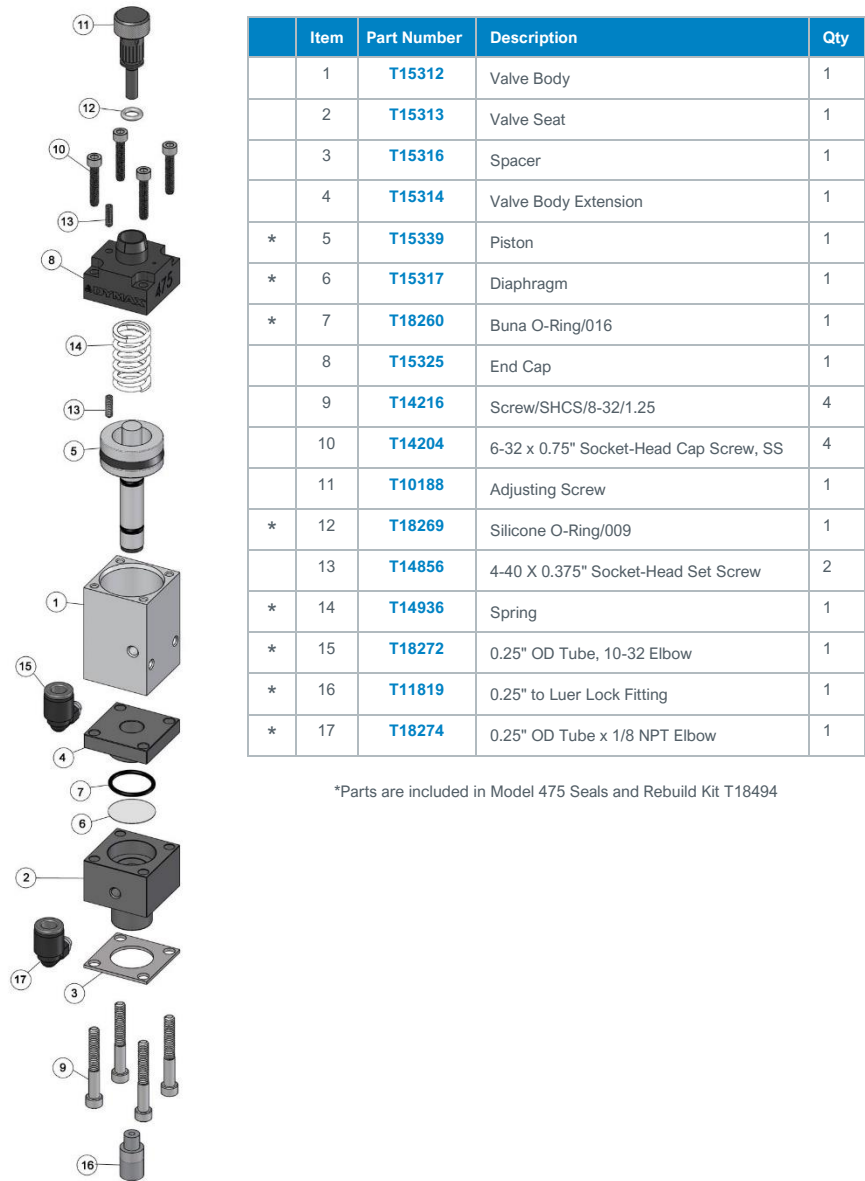 11
12
10
13
8
DYMAX
475
14
13
5
1
15
4
7
6
2
17
3
9
16
Item Part Number Description Qty
1 T15312 Valve Body 1
2 T15313 Valve Seat 1
3 T15316 Spacer 1
4 T15314 Valve Body Extension 1
* 5 T15339 Piston 1
* 6 T15317 Diaphragm 1
* 7 T18260 Buna O-Ring/016 1
8 T15325 End Cap 1
9 T14216 Screw/SHCS/8-32/1.25 4
10 T14204 6-32 x 0.75" Socket-Head Cap Screw, SS 4
11 T10188 Adjusting Screw 1
* 12 T18269 Silicone O-Ring/009 1
13 T14856 4-40 X 0.375" Socket-Head Set Screw 2
* 14 T14936 Spring 1
* 15 T18272 0.25" OD Tube, 10-32 Elbow 1
* 16 T11819 0.25" to Luer Lock Fitting 1
* 17 T18274 0.25" OD Tube x 1/8 NPT Elbow 1
*Parts are included in Model 475 Seals and Rebuild Kit T18494